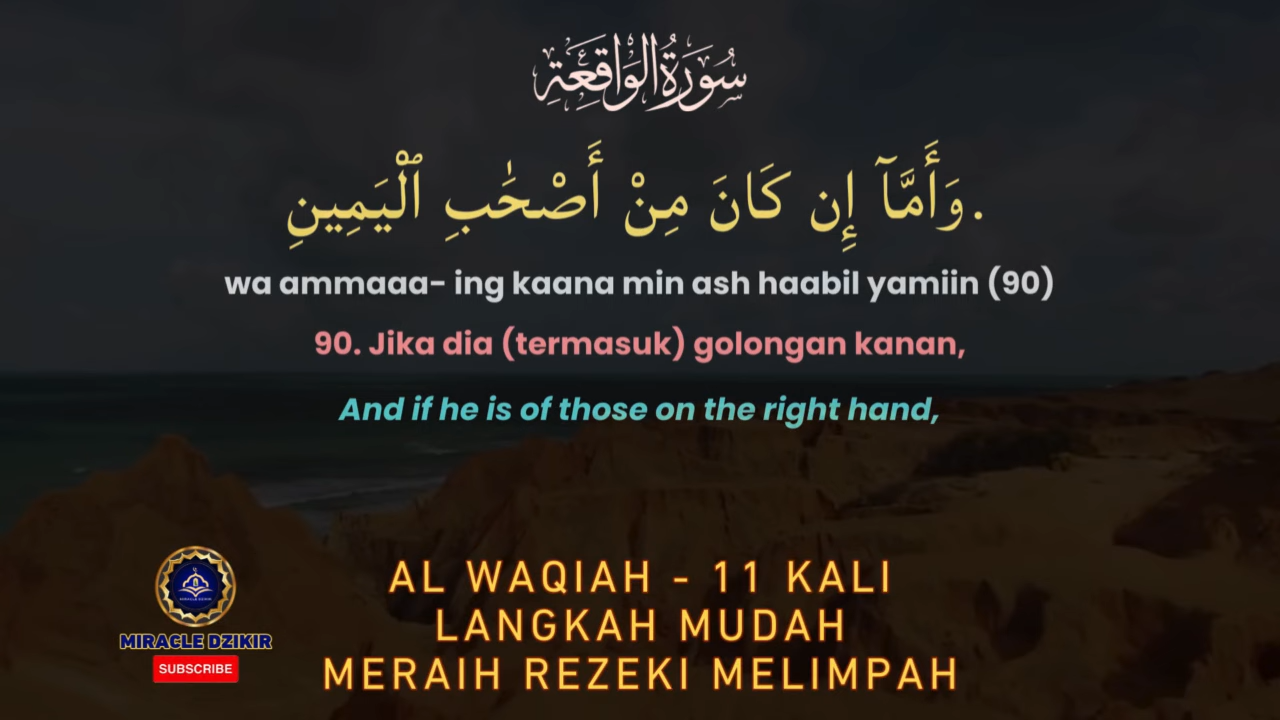 سُورَةُ الوَاقِعَةِ
وَأَمَّآ إِن كَانَ مِنْ أَصْحَٰبِ ٱلْيَمِينِ.
wa ammaaa- ing kaana min ash haabil yamiin (90)
90. Jika dia (termasuk) golongan kanan,
And if he is of those on the right hand,
AL WAQIAH - 11 KALI
LANGKAH MUDAH
MERAIH REZEKI MELIMPAH
MIRACLE DZIKIR
MIRACLE DZIKIR
SUBSCRIBE